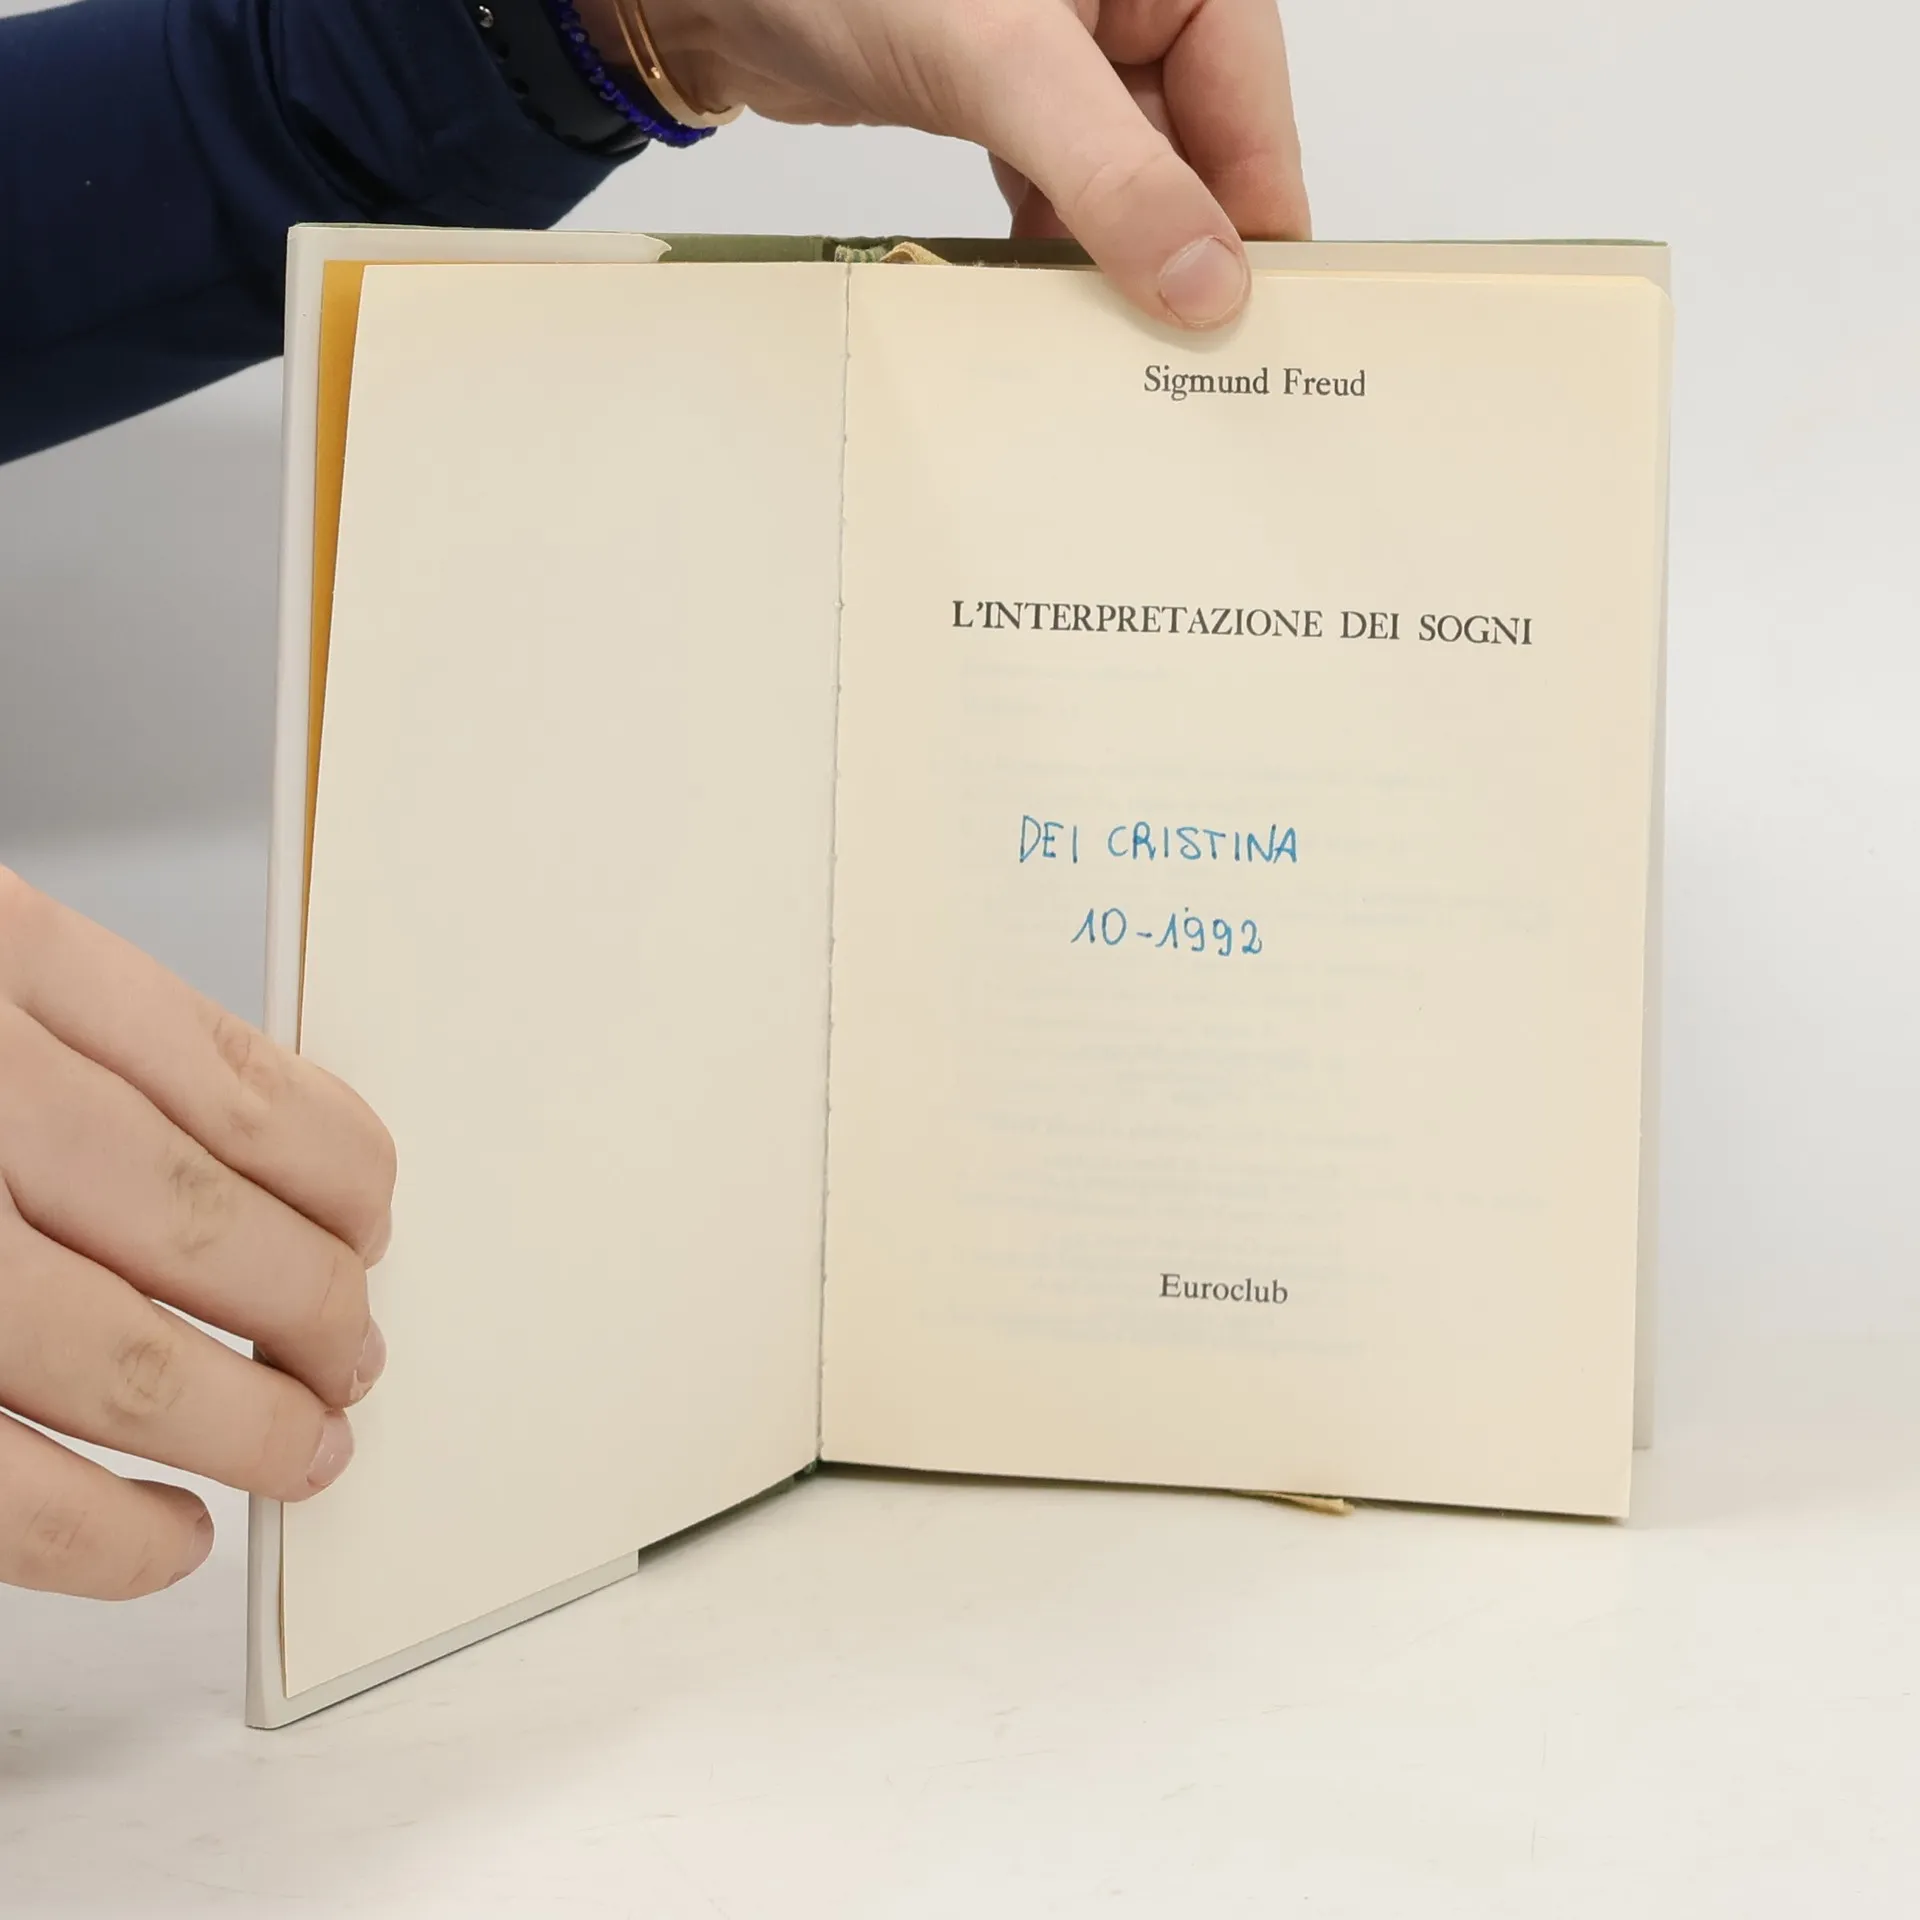 Sigmund Freud
L'INTERPRETAZIONE DEI SOGNI
DEI CRISTINA
10-1992
Euroclub